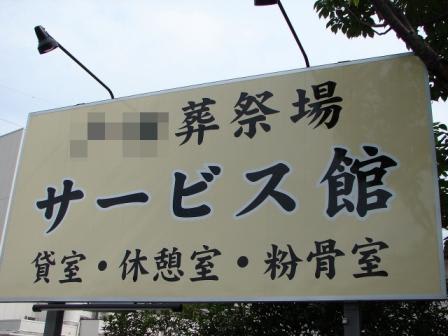 葬祭場
サービス館
貸室・休憩室・粉骨室